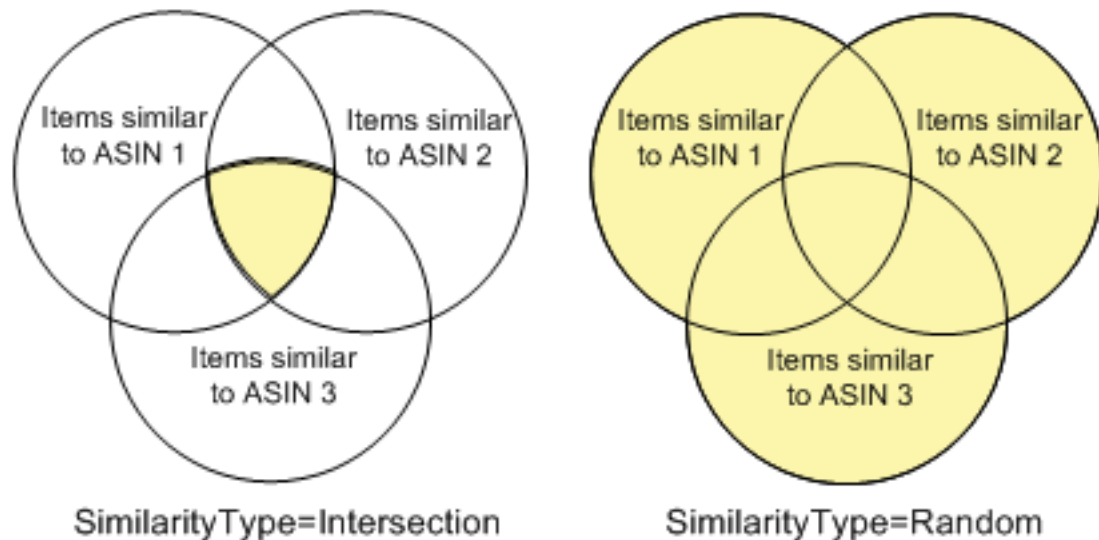 Items similar
to ASIN 1
Items similar
to ASIN 2
Items similar
to ASIN 3
SimilarityType=Intersection
Items similar
to ASIN 1
Items similar
to ASIN 2
Items similar
to ASIN 3
SimilarityType=Random